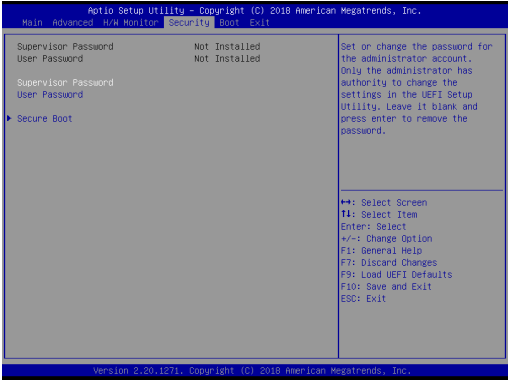 Aptio Setup Utility – Copyright (C) 2018 American Megatrends, Inc.
Main Advanced H/W Monitor Security Boot Exit
Supervisor Password Not Installed
User Password Not Installed
Supervisor Password
User Password
Secure Boot
Set or change the password for
the administrator account.
Only the administrator has
authority to change the
settings in the UEFI Setup
Utility. Leave it blank and
press enter to remove the
password.
↔: Select Screen
↑↓: Select Item
Enter: Select
+/-: Change Option
F1: General Help
F7: Discard Changes
F9: Load UEFI Defaults
F10: Save and Exit
ESC: Exit
Version 2.20.1271. Copyright (C) 2018 American Megatrends, Inc.